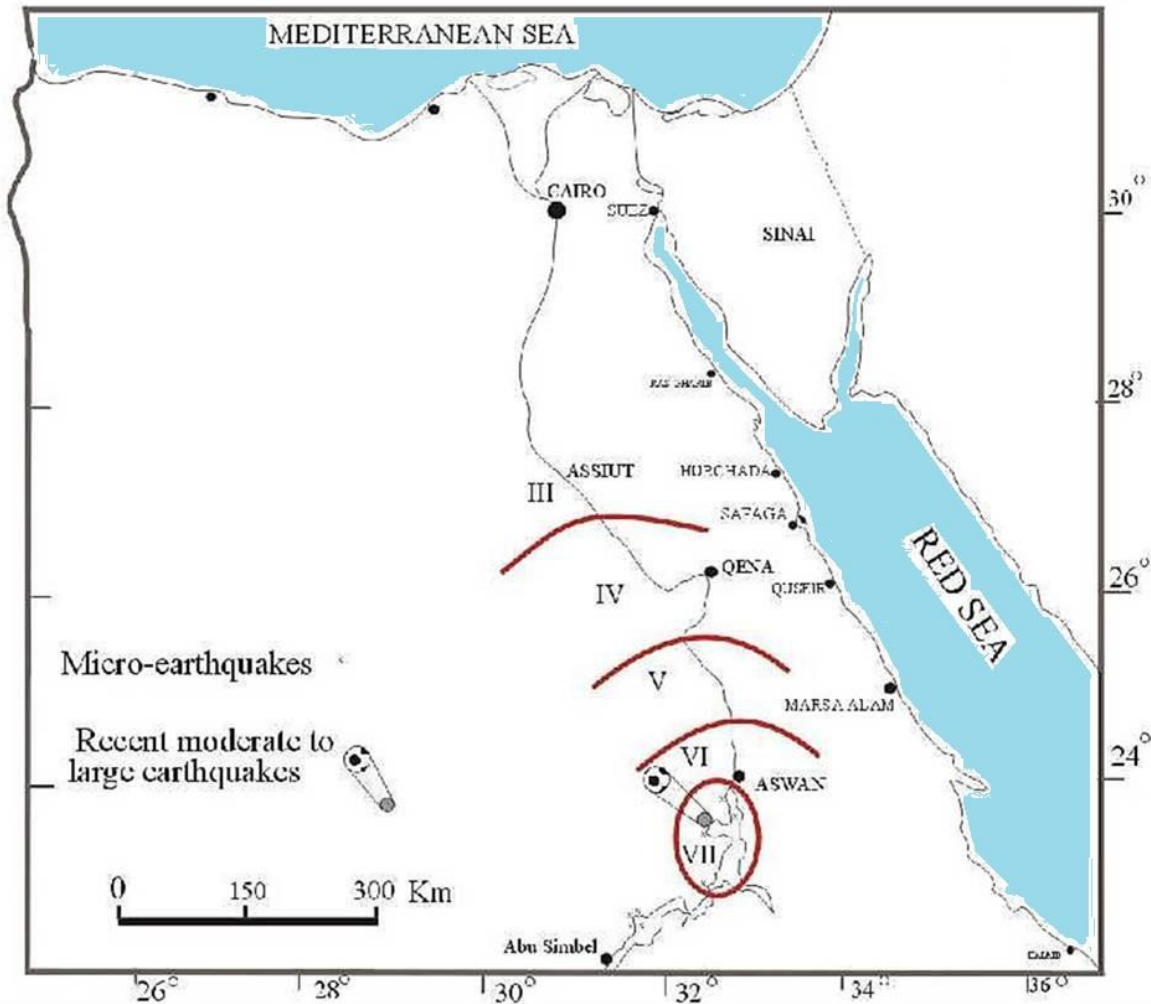 MEDITERRANEAN SEA
CAIRO
SUEZ
SINAI
30°
28°
ASSIUT
HURGHADA
III
SAFAGA
QENA
QUSEIR
26°
IV
RED SEA
Micro-earthquakes
V
MARSA ALAM
Recent moderate to
large earthquakes
VI
24°
ASWAN
VII
0 150 300 Km
Abu Simbel
26° 28° 30° 32° 34° 36°